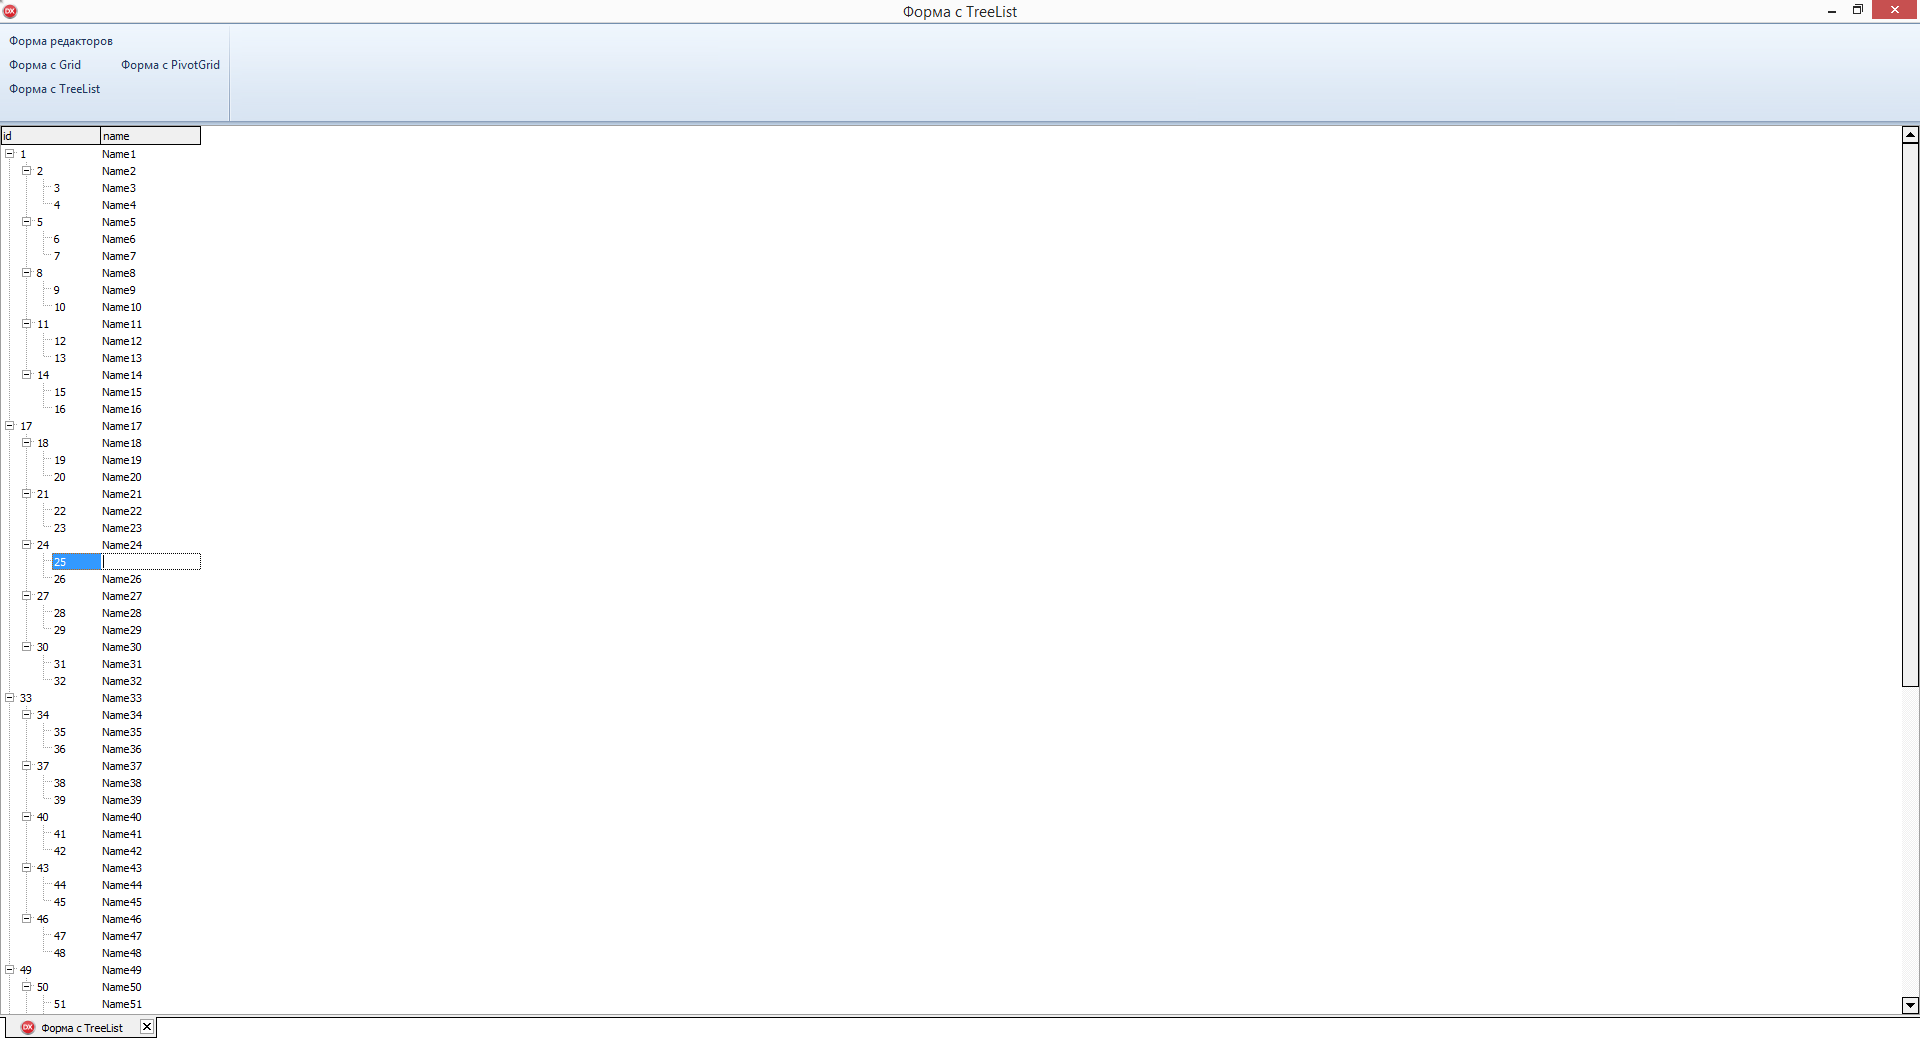 Форма с TreeList
Форма редакторов
Форма с Grid Форма с PivotGrid
Форма с TreeList
id name
1 Name1
2 Name2
3 Name3
4 Name4
5 Name5
6 Name6
7 Name7
8 Name8
9 Name9
10 Name10
11 Name11
12 Name12
13 Name13
14 Name14
15 Name15
16 Name16
17 Name17
18 Name18
19 Name19
20 Name20
21 Name21
22 Name22
23 Name23
24 Name24
25
26 Name26
27 Name27
28 Name28
29 Name29
30 Name30
31 Name31
32 Name32
33 Name33
34 Name34
35 Name35
36 Name36
37 Name37
38 Name38
39 Name39
40 Name40
41 Name41
42 Name42
43 Name43
44 Name44
45 Name45
46 Name46
47 Name47
48 Name48
49 Name49
50 Name50
51 Name51
DX Форма с TreeList